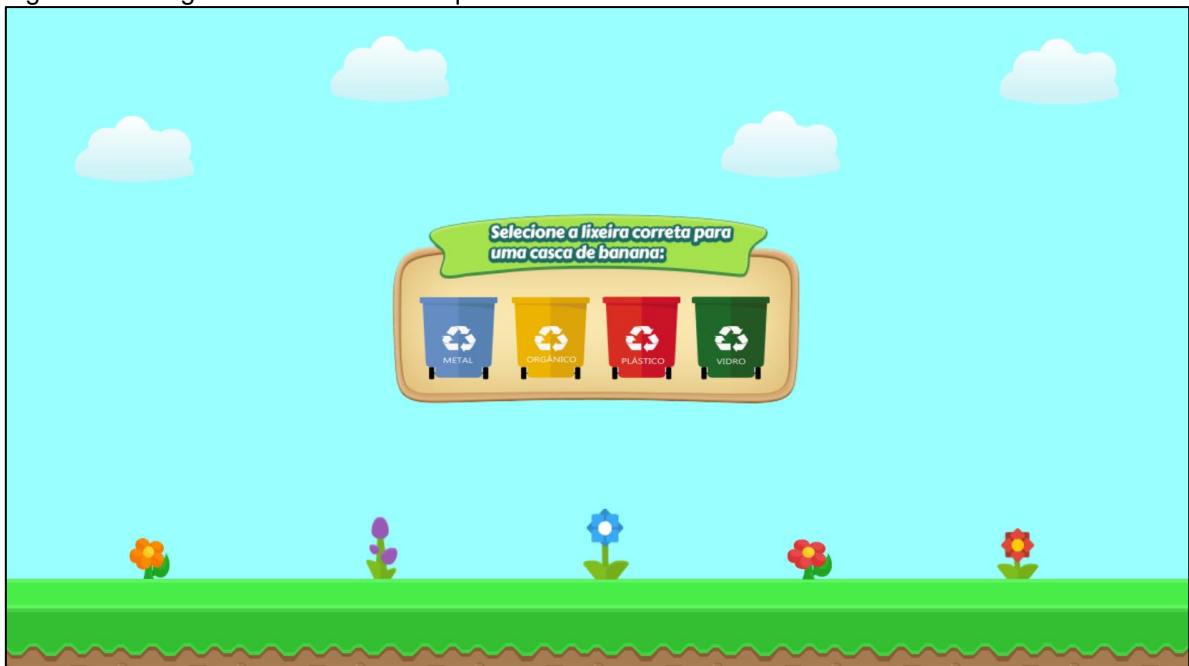 Selecione a lixeira correta para
uma casca de banana:
METAL
ORGÂNICO
PLÁSTICO
VIDRO